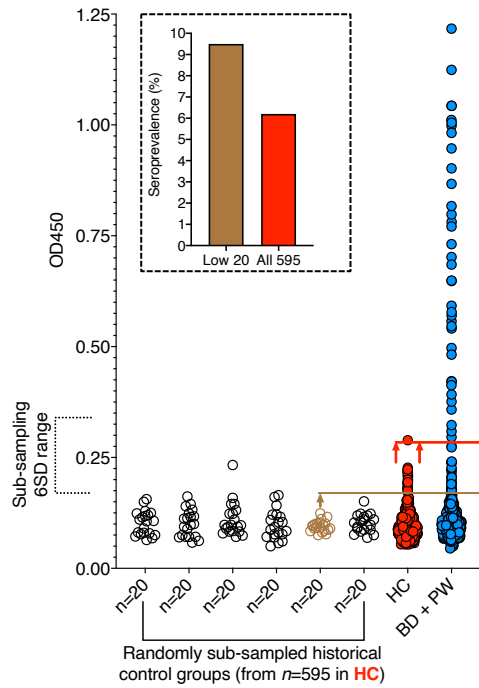 1.25
1.00
0.75
0.50
0.25
0.00
OD450
Sub-sampling
6SD range
10
9
8
7
6
5
4
3
2
1
0
Seroprevalence (%)
Low 20 All 595
n=20 n=20 n=20 n=20 n=20 n=20 HC BD + PW
Randomly sub-sampled historical
control groups (from n=595 in HC)